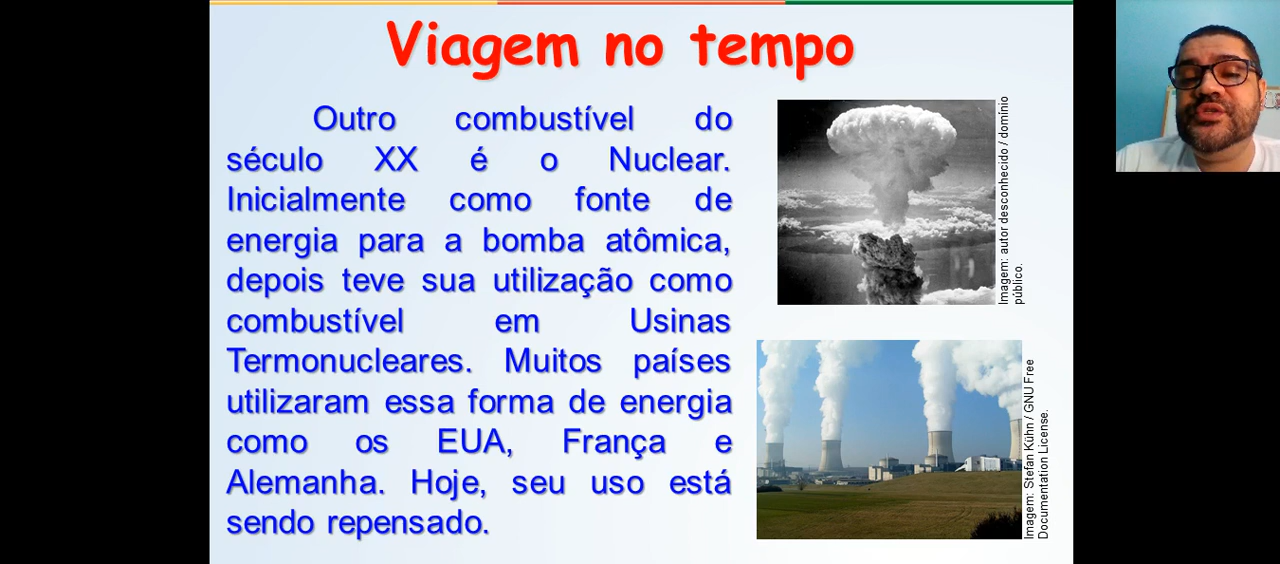 Viagem no tempo
Outro combustível do
século XX é o Nuclear.
Inicialmente como fonte de
energia para a bomba atômica,
depois teve sua utilização como
combustível em Usinas
Termonucleares. Muitos países
utilizaram essa forma de energia
como os EUA, França e
Alemanha. Hoje, seu uso está
sendo repensado.
Imagem: autor desconhecido / domínio
público.
Imagem: Stefan Kühn / GNU Free
Documentation License.